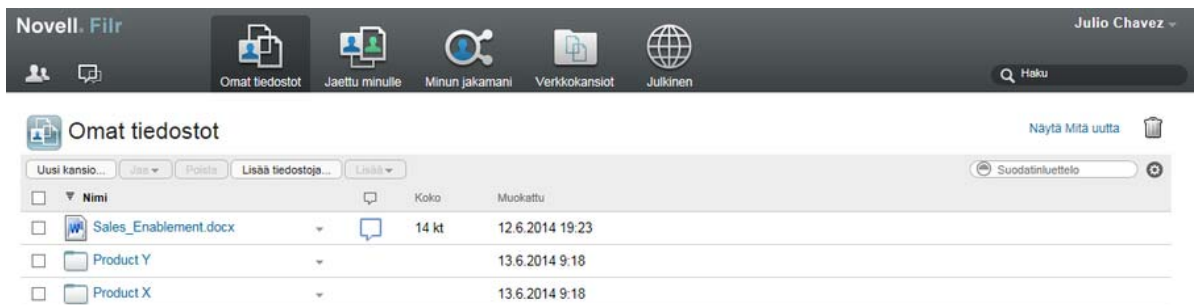 Novell. Filr
Julio Chavez
Omat tiedostot
Jaettu minulle
Minun jakamani
Verkkokansiot
Julkinen
Haku
Omat tiedostot
Näytä Mitä uutta
Uusi kansio... Jaa Poista Lisää tiedostoja... Lisää
Suodatinluettelo
Nimi Koko Muokattu
Sales_Enablement.docx 14 kt 12.6.2014 19:23
Product Y 13.6.2014 9:18
Product X 13.6.2014 9:18